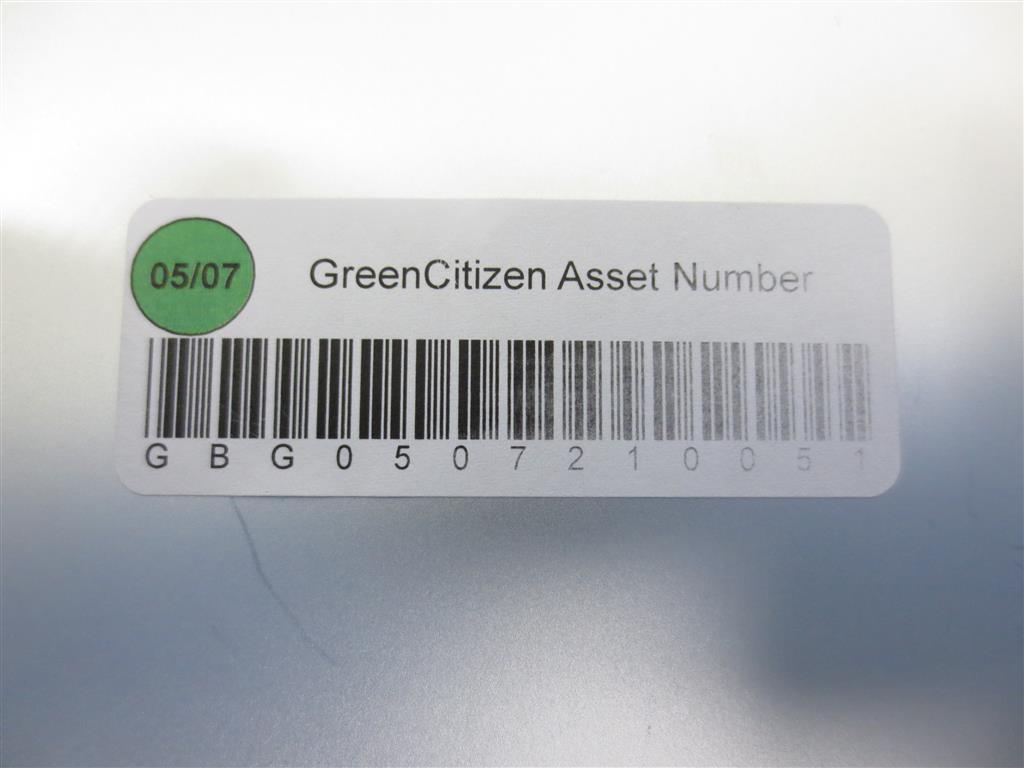 05/07
GreenCitizen Asset Number
G B G 0 5 0 7 2 1 0 0 5 1